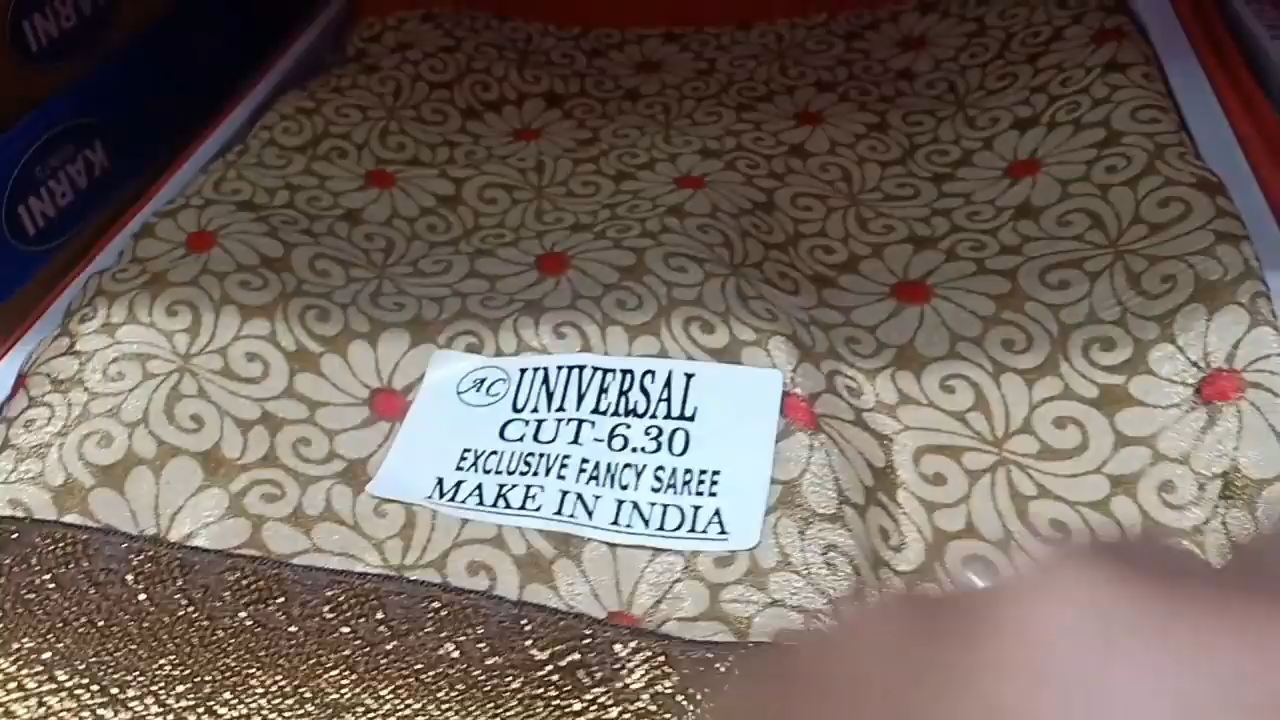 AC UNIVERSAL
CUT-6.30
EXCLUSIVE FANCY SAREE
MAKE IN INDIA
KARNI
KARNI